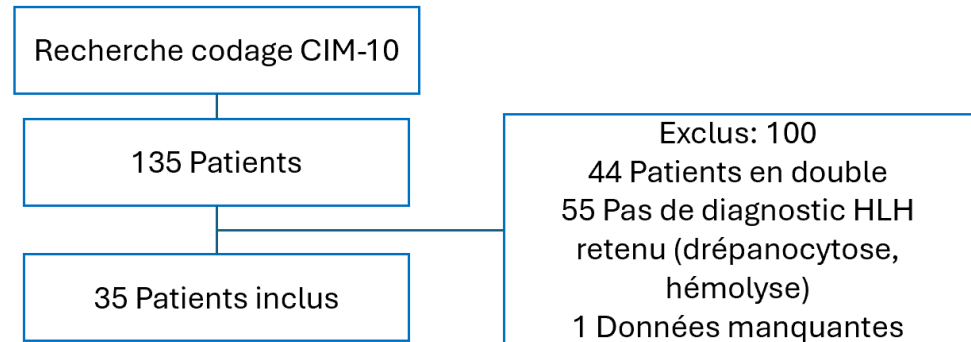 Recherche codage CIM-10
135 Patients
Exclus: 100
44 Patients en double
55 Pas de diagnostic HLH
retenu (drépanocytose,
hémolyse)
1 Données manquantes
35 Patients inclus